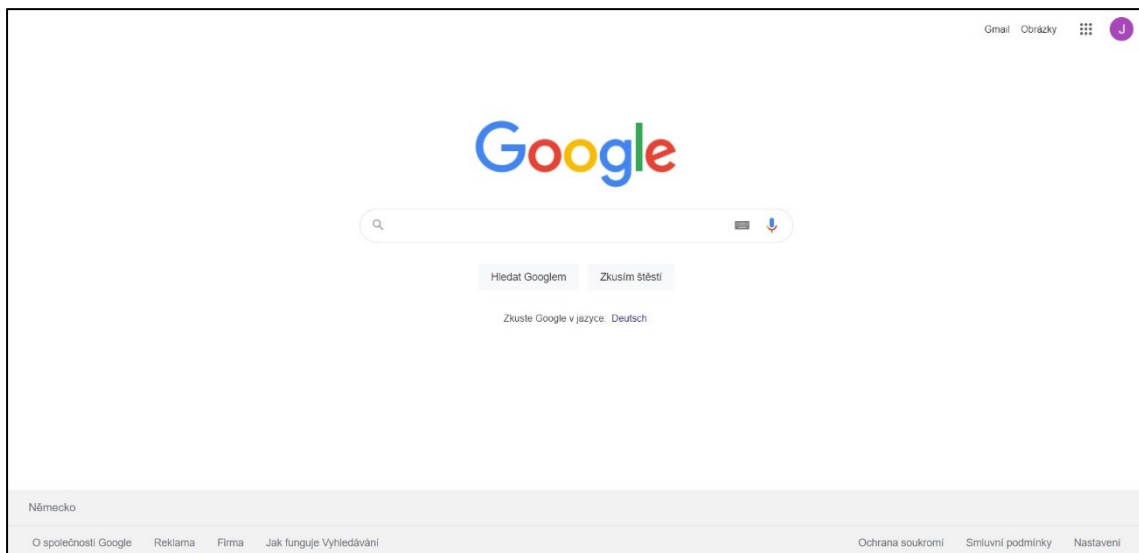 Gmail Obrázky J
Google
Hledat Googlem Zkusím štěstí
Zkuste Google v jazyce: Deutsch
Německo
O společnosti Google Reklama Firma Jak funguje Vyhledávání Ochrana soukromí Smluvní podmínky Nastavení